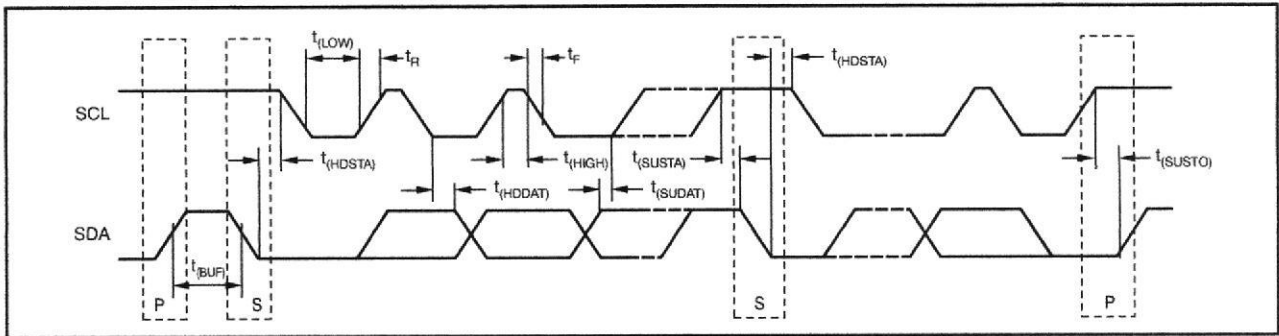 t(LOW)
tR
tF
t(HDSTA)
SCL
t(HDSTA)
t(HIGH)
t(SUSTA)
t(SUSTO)
t(HDDAT)
t(SUDAT)
SDA
t(BUF)
P
S
S
P